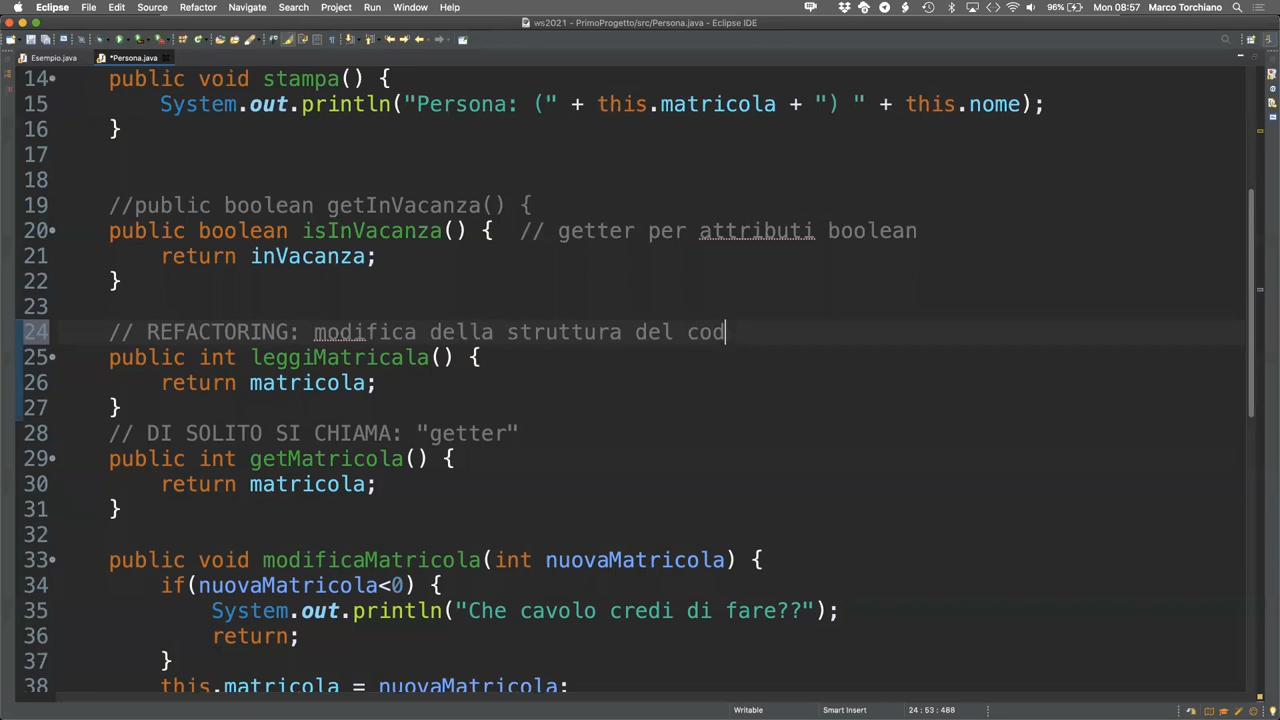 Eclipse File Edit Source Refactor Navigate Search Project Run Window Help 96% Mon 08:57 Marco Torchiano
ws2021 - PrimoProgetto/src/Persona.java - Eclipse IDE
Esempio.java *Persona.java
14 public void stampa() {
15 System.out.println("Persona: (" + this.matricola + ") " + this.nome);
16 }
17
18
19 //public boolean getInVacanza() {
20 public boolean isInVacanza() { // getter per attributi boolean
21 return inVacanza;
22 }
23
24 // REFACTORING: modifica della struttura del cod
25 public int leggiMatricala() {
26 return matricola;
27 }
28 // DI SOLITO SI CHIAMA: "getter"
29 public int getMatricola() {
30 return matricola;
31 }
32
33 public void modificaMatricola(int nuovaMatricola) {
34 if(nuovaMatricola<0) {
35 System.out.println("Che cavolo credi di fare??");
36 return;
37 }
38 this.matricola = nuovaMatricola;
Writable Smart Insert 24 : 53 : 488